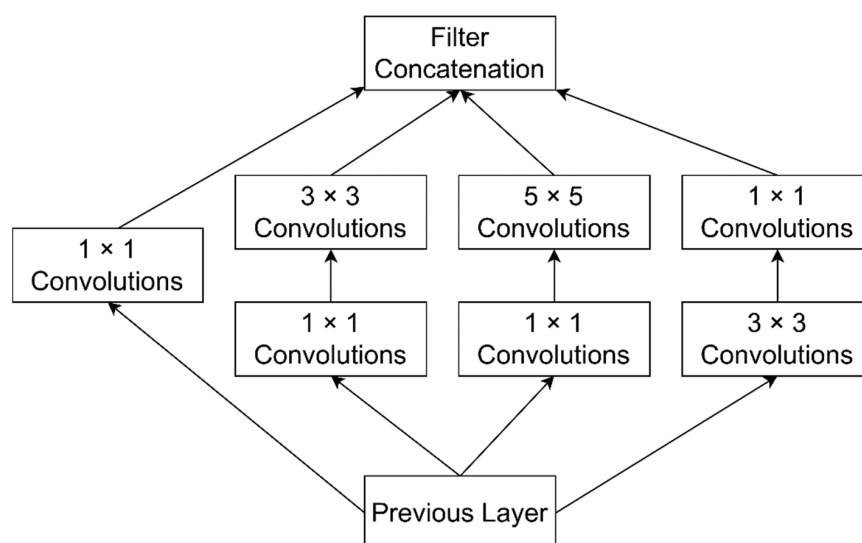 Filter
Concatenation
3 × 3
Convolutions
5 × 5
Convolutions
1 × 1
Convolutions
1 × 1
Convolutions
1 × 1
Convolutions
1 × 1
Convolutions
3 × 3
Convolutions
Previous Layer